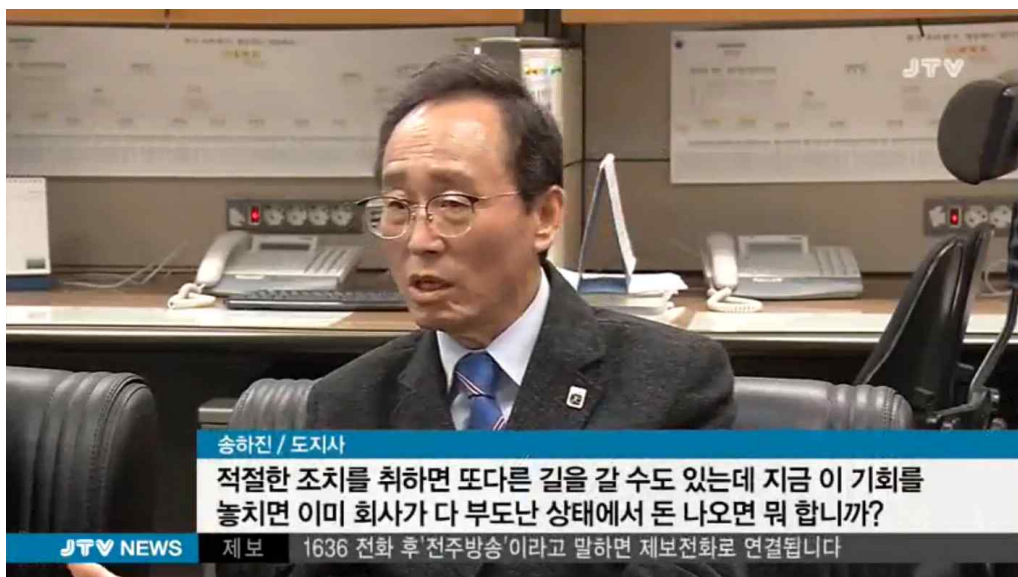 JTV
송하진 / 도지사
적절한 조치를 취하면 또다른 길을 갈 수도 있는데 지금 이 기회를
놓치면 이미 회사가 다 부도난 상태에서 돈 나오면 뭐 합니까?
JTV NEWS 제보 1636 전화 후'전주방송'이라고 말하면 제보전화로 연결됩니다